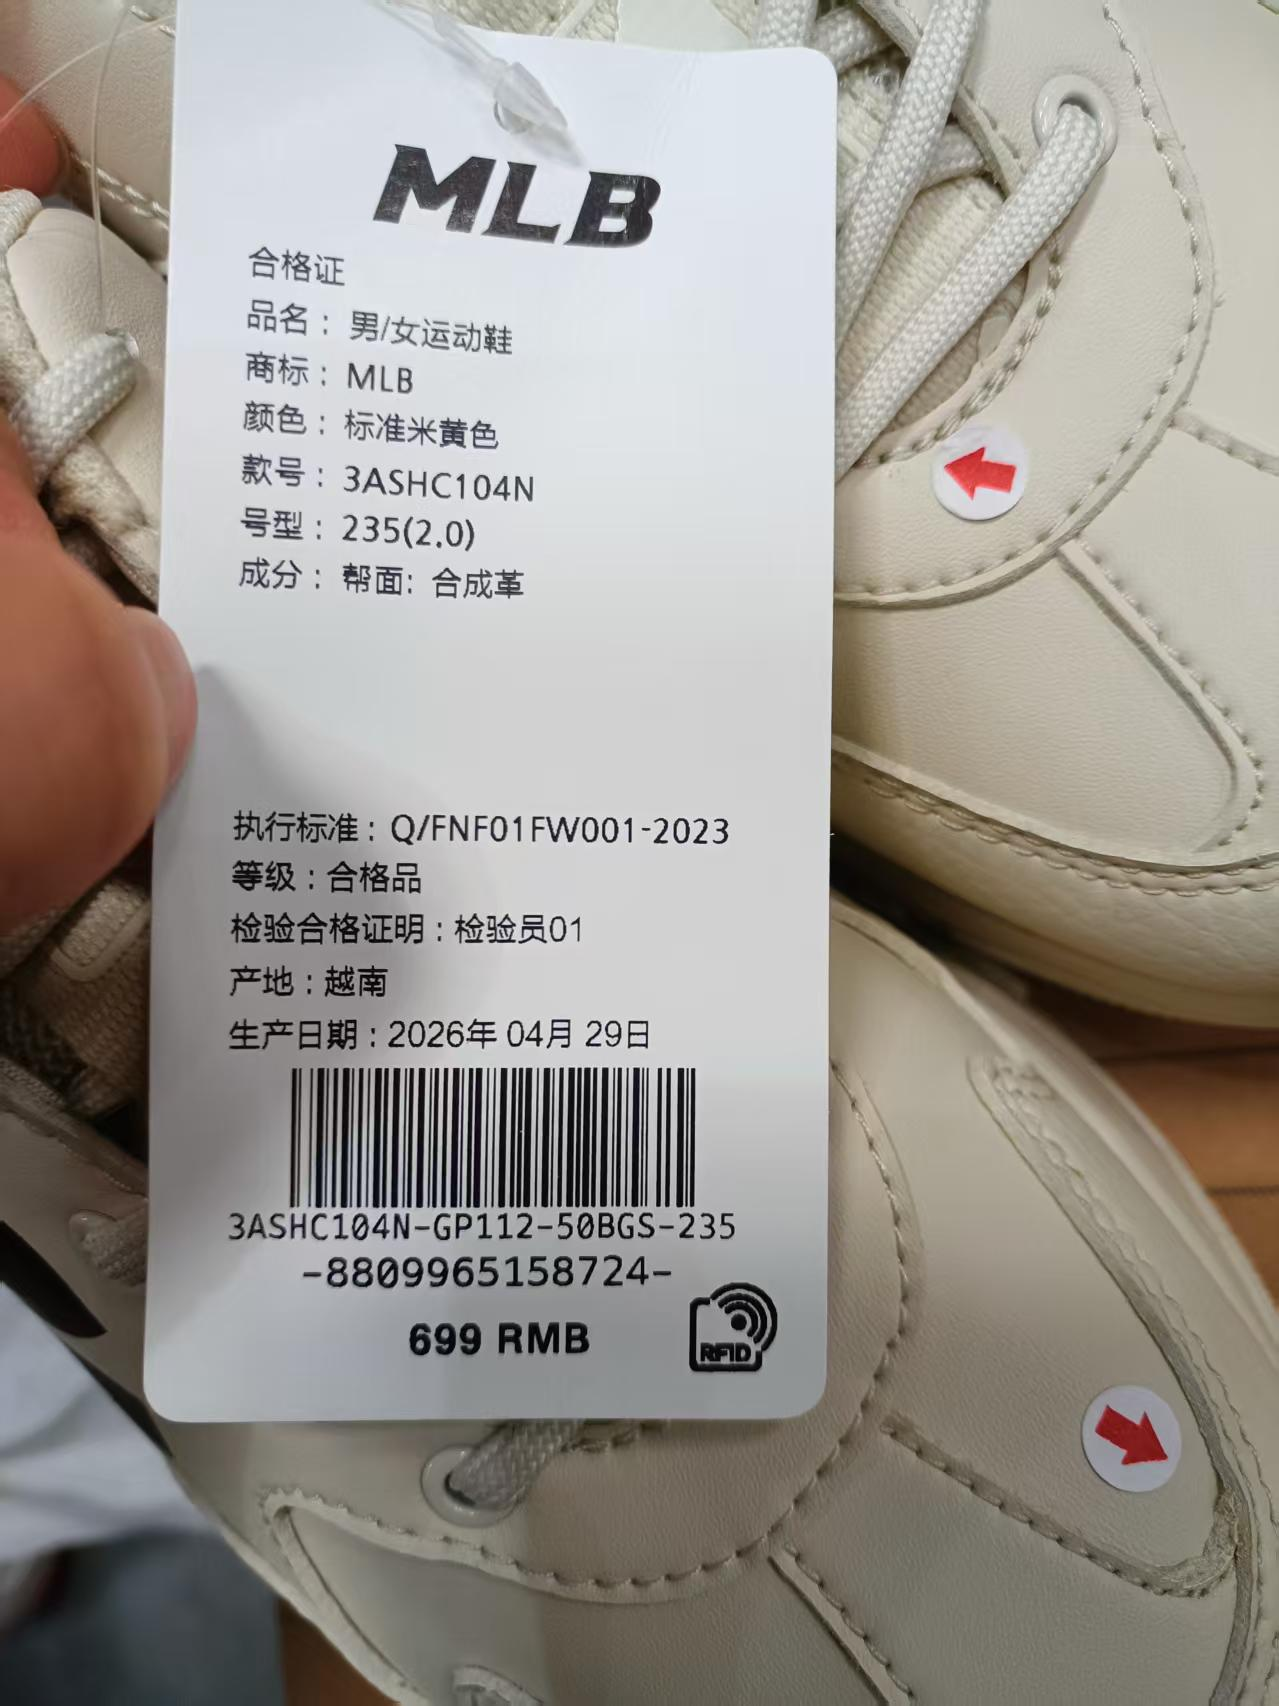 MLB
合格证
品名：男/女运动鞋
商标：MLB
颜色：标准米黄色
款号：3ASHC104N
号型：235(2.0)
成分：帮面: 合成革
执行标准：Q/FNF01FW001-2023
等级：合格品
检验合格证明：检验员01
产地：越南
生产日期：2026年 04月 29日
3ASHC104N-GP112-50BGS-235
-8809965158724-
699 RMB
RFID